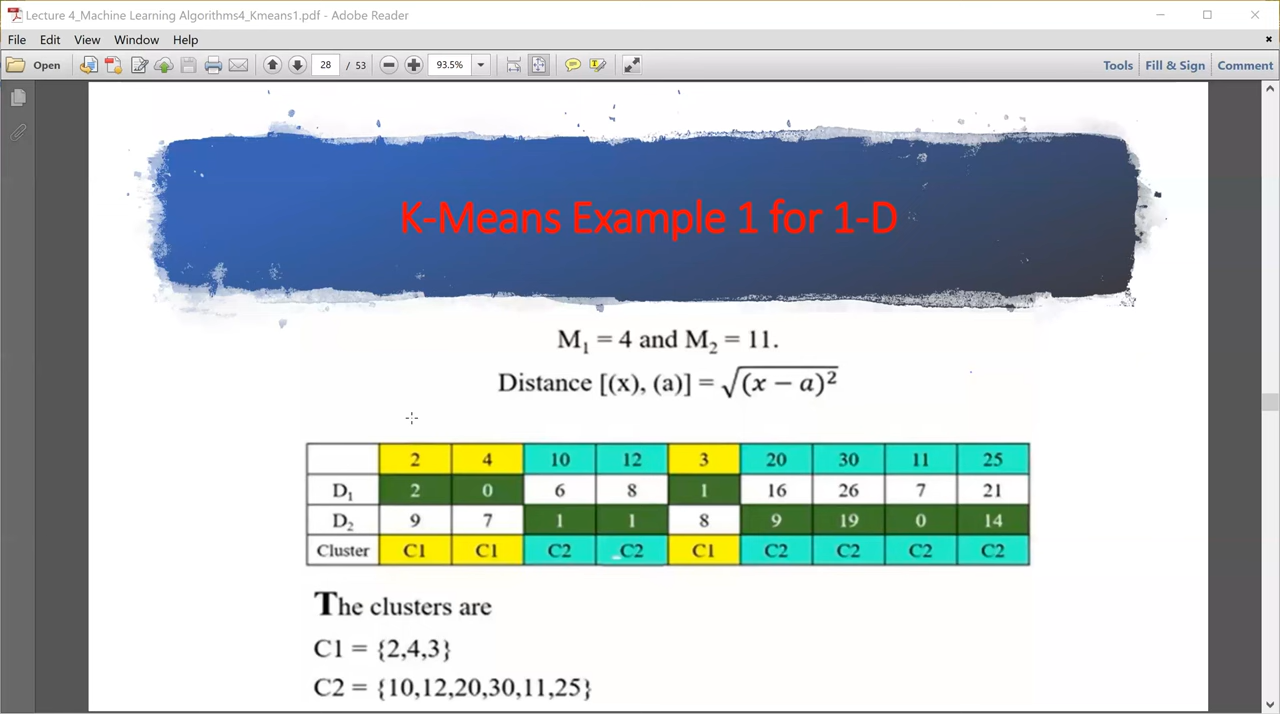 Lecture 4_Machine Learning Algorithms4_Kmeans1.pdf - Adobe Reader
File Edit View Window Help
Open 28 / 53 93.5% Tools Fill & Sign Comment
K-Means Example 1 for 1-D
M₁ = 4 and M₂ = 11.
Distance [(x), (a)] = √(x − a)²
2 4 10 12 3 20 30 11 25
D₁ 2 0 6 8 1 16 26 7 21
D₂ 9 7 1 1 8 9 19 0 14
Cluster C1 C1 C2 C2 C1 C2 C2 C2 C2
The clusters are
C1 = {2,4,3}
C2 = {10,12,20,30,11,25}